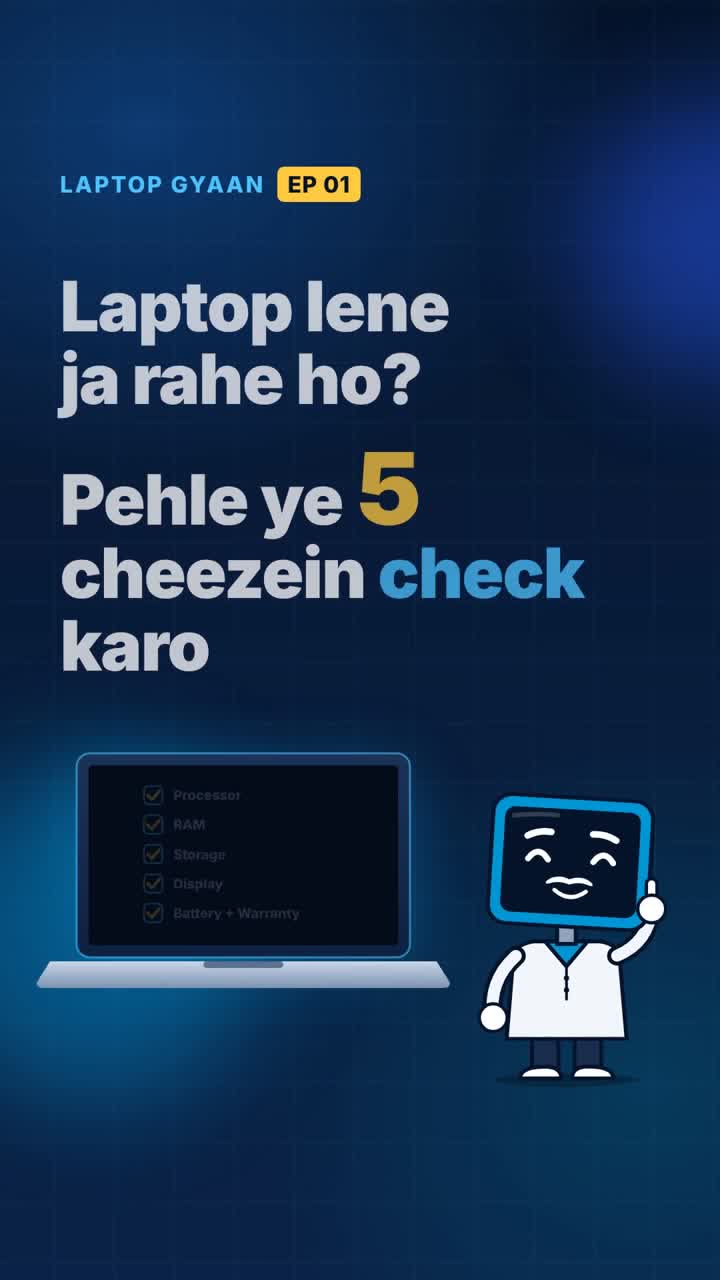 LAPTOP GYAAN EP 01
Laptop lene
ja rahe ho?
Pehle ye 5
cheezein check
karo
Processor
RAM
Storage
Display
Battery + Warranty